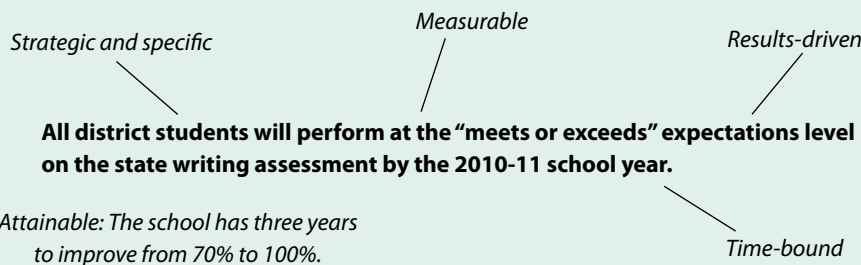 Measurable
Strategic and specific
Results-driven
All district students will perform at the “meets or exceeds” expectations level
on the state writing assessment by the 2010-11 school year.
Attainable: The school has three years
to improve from 70% to 100%.
Time-bound